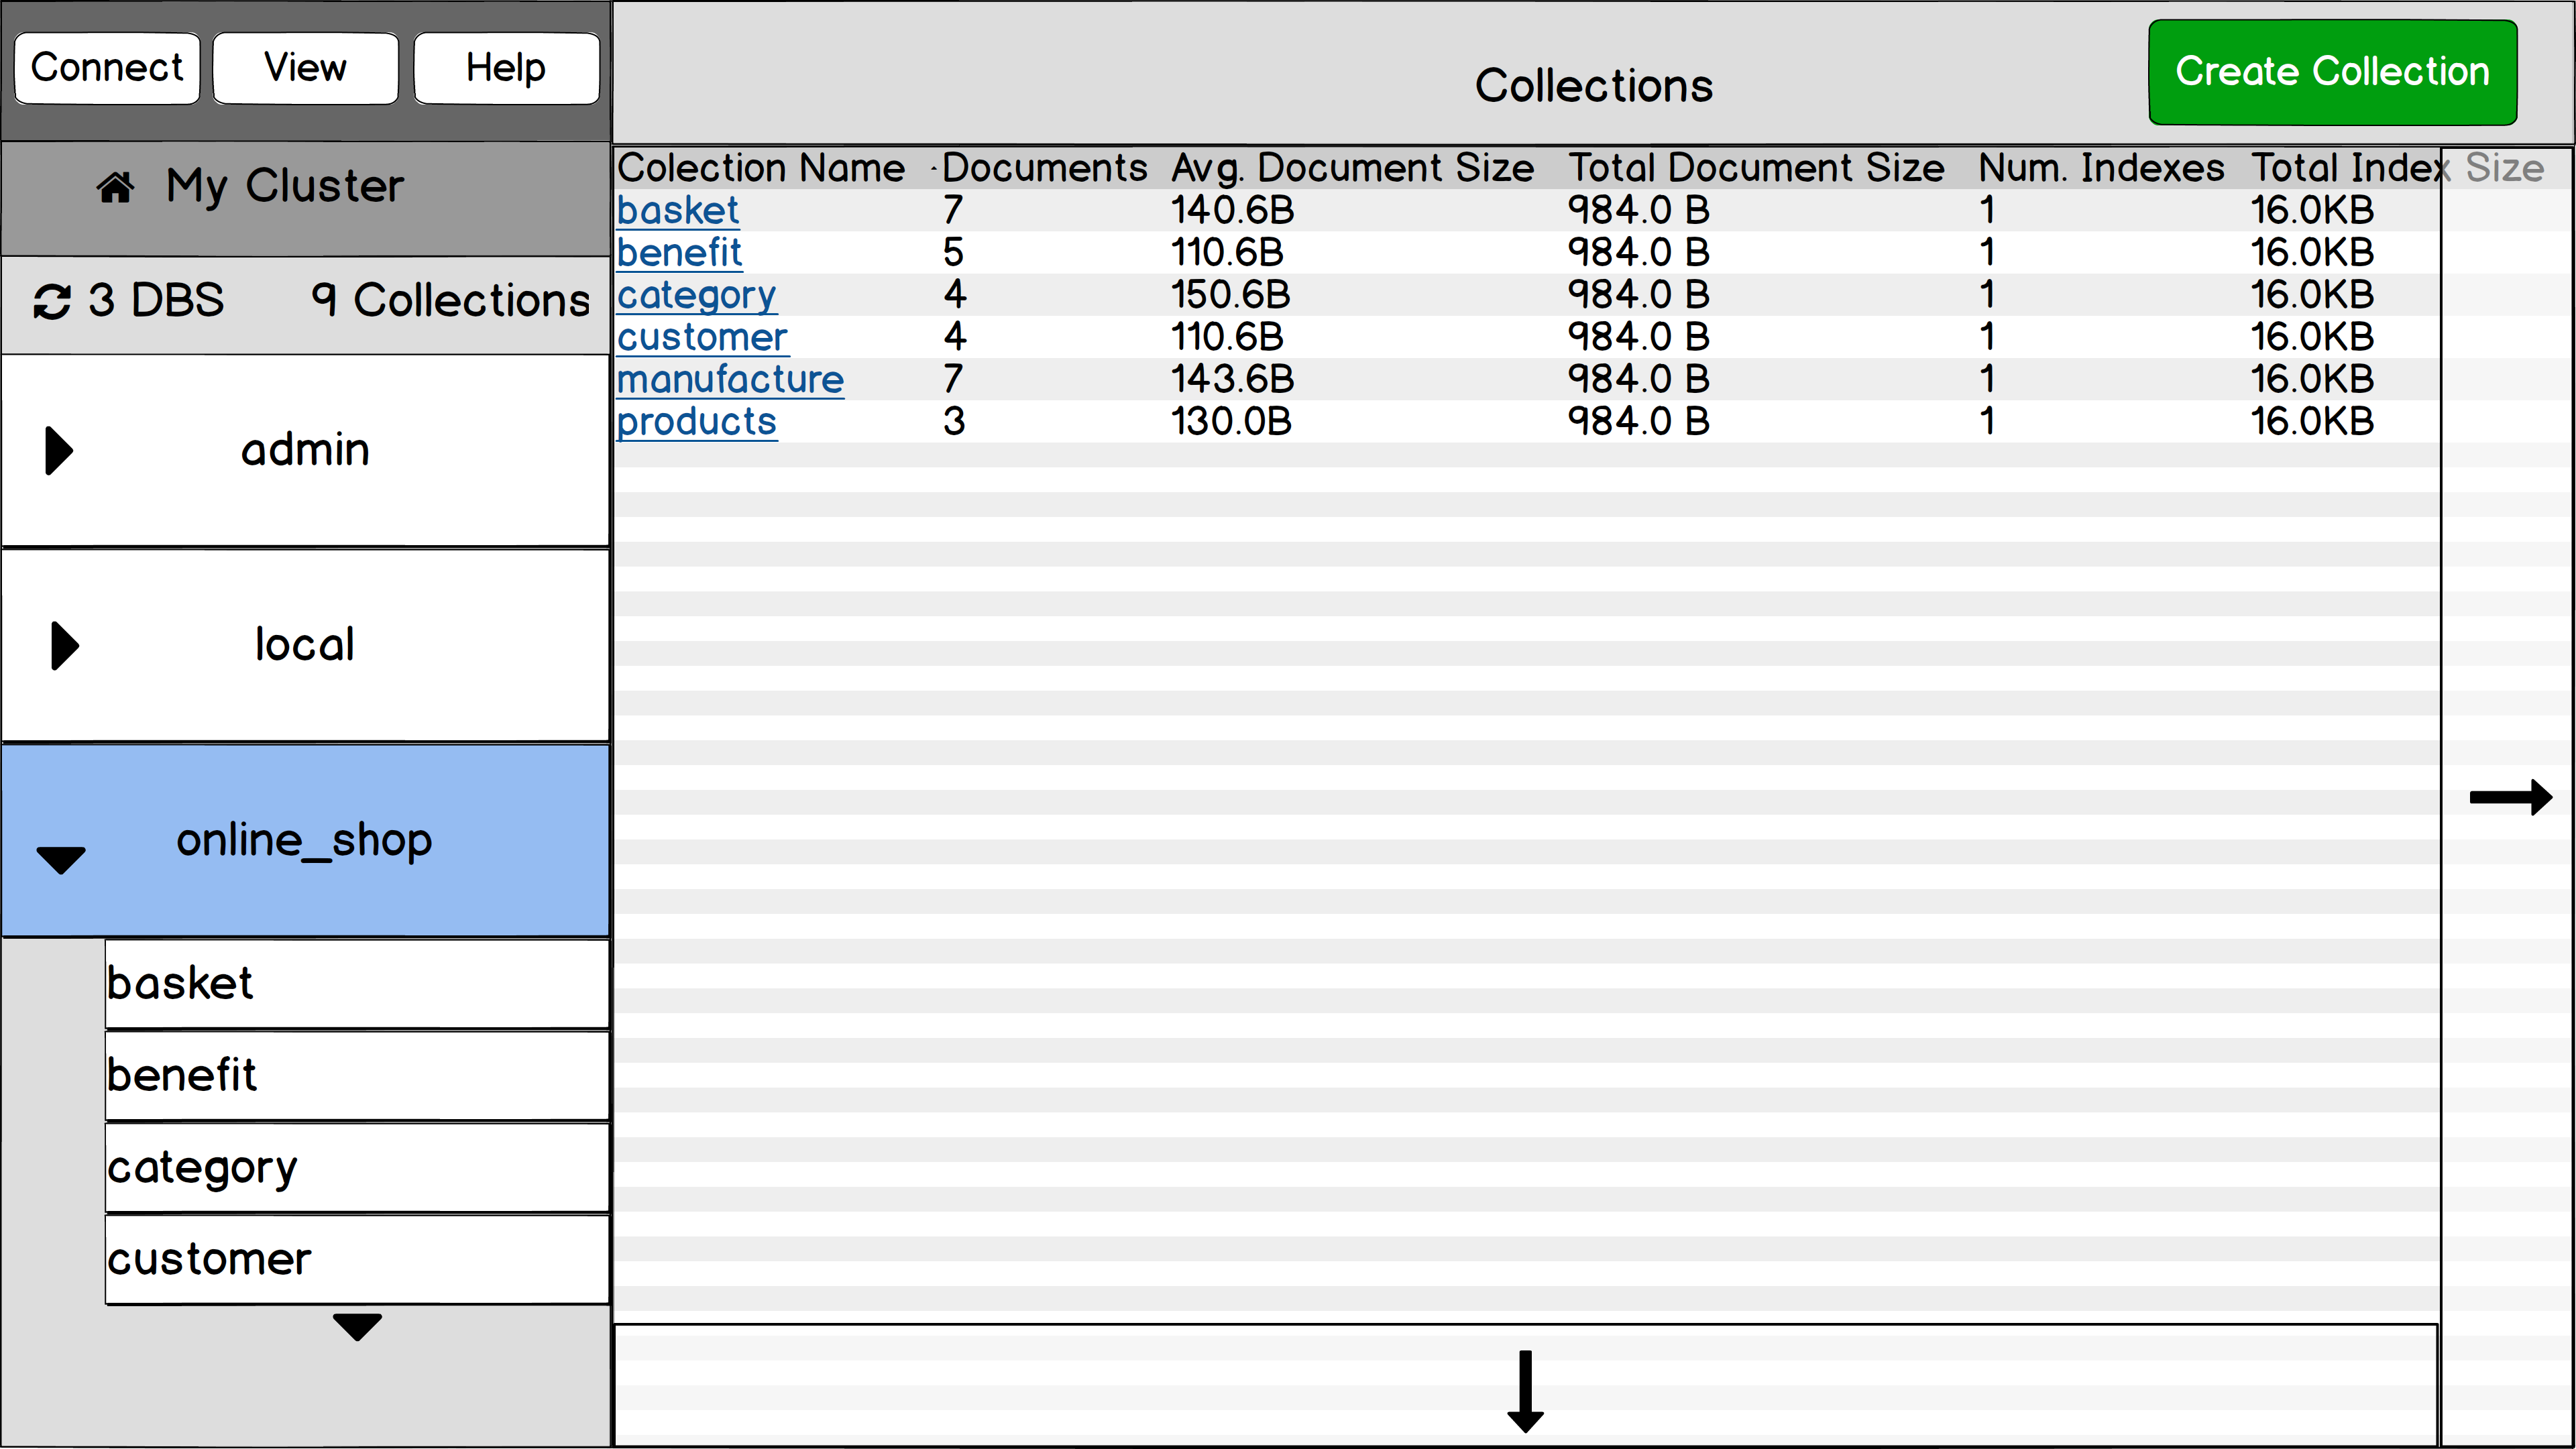 Connect View Help
My Cluster
3 DBS 9 Collections
admin
local
online_shop
basket
benefit
category
customer
Collections
Create Collection
Colection Name Documents Avg. Document Size Total Document Size Num. Indexes Total Index Size
basket 7 140.6B 984.0 B 1 16.0KB
benefit 5 110.6B 984.0 B 1 16.0KB
category 4 150.6B 984.0 B 1 16.0KB
customer 4 110.6B 984.0 B 1 16.0KB
manufacture 7 143.6B 984.0 B 1 16.0KB
products 3 130.0B 984.0 B 1 16.0KB